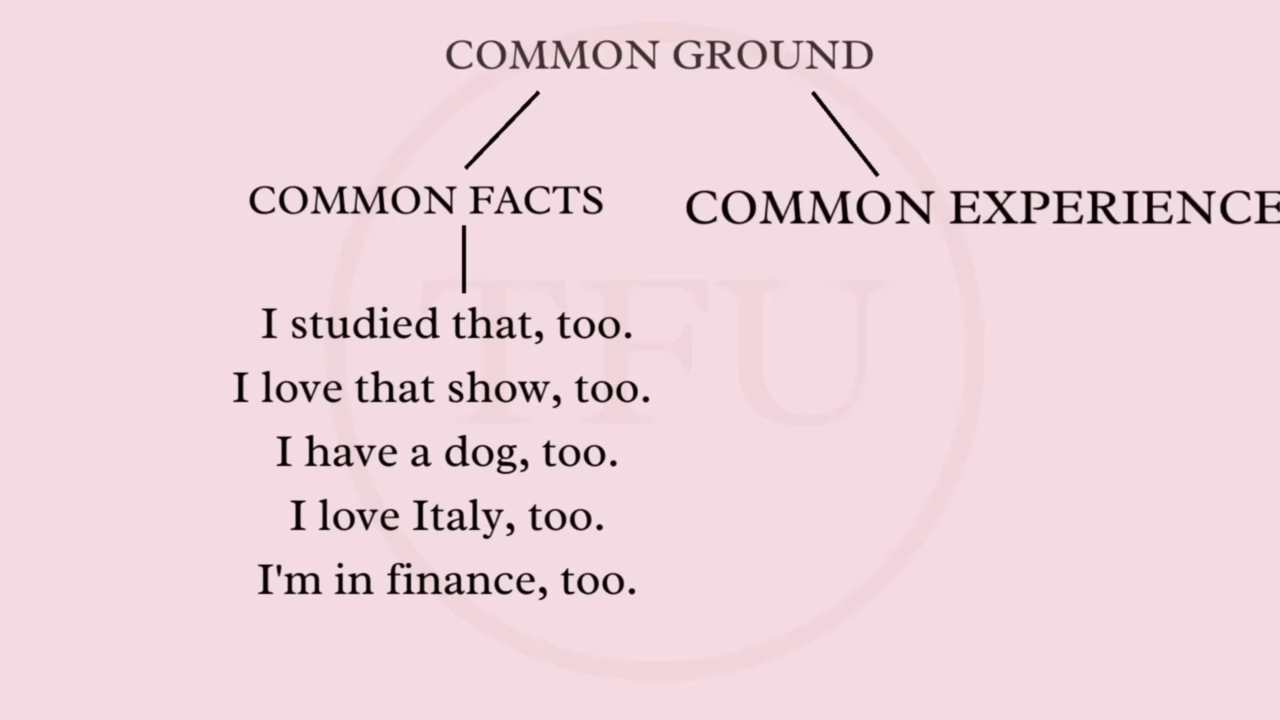 COMMON GROUND
COMMON FACTS
COMMON EXPERIENCE
I studied that, too.
I love that show, too.
I have a dog, too.
I love Italy, too.
I'm in finance, too.
TFU